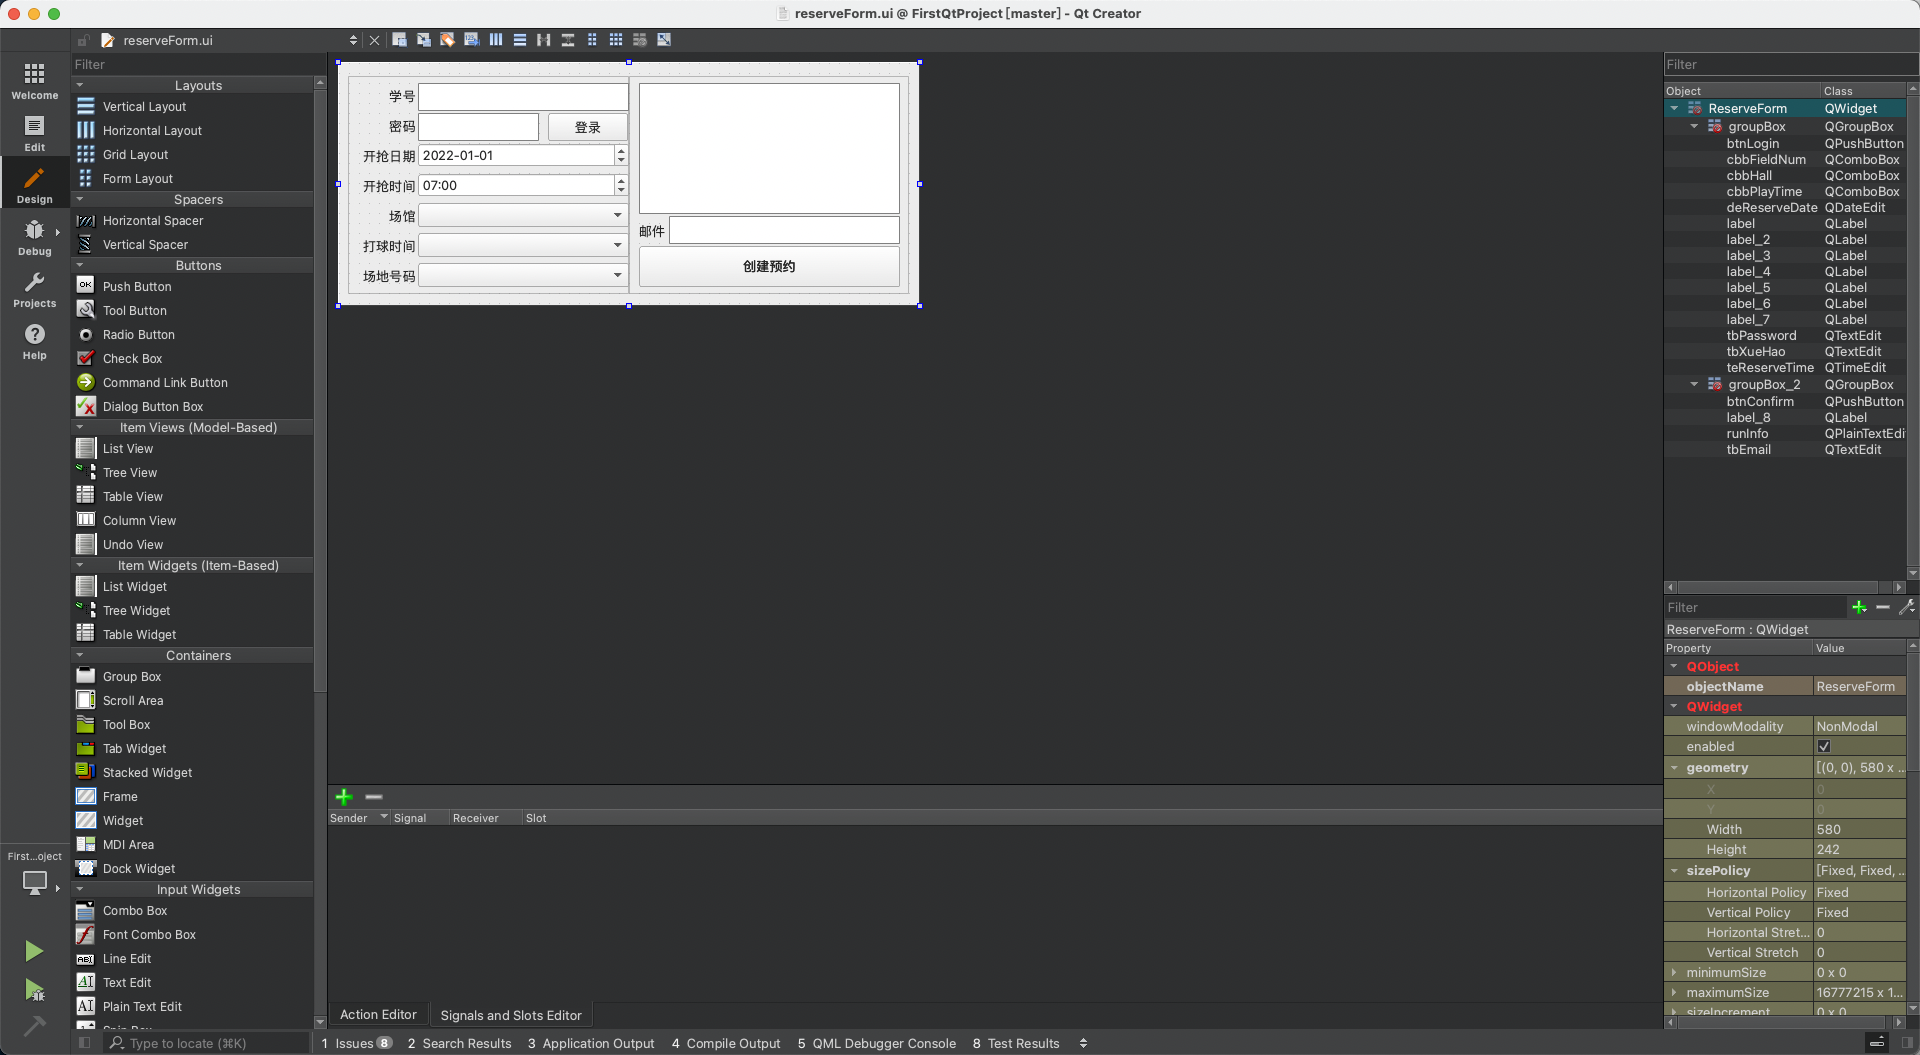 reserveForm.ui @ FirstQtProject [master] - Qt Creator
reserveForm.ui
Welcome
Edit
Design
Debug
Projects
Help
First...oject
Filter
Layouts
Vertical Layout
Horizontal Layout
Grid Layout
Form Layout
Spacers
Horizontal Spacer
Vertical Spacer
Buttons
Push Button
Tool Button
Radio Button
Check Box
Command Link Button
Dialog Button Box
Item Views (Model-Based)
List View
Tree View
Table View
Column View
Undo View
Item Widgets (Item-Based)
List Widget
Tree Widget
Table Widget
Containers
Group Box
Scroll Area
Tool Box
Tab Widget
Stacked Widget
Frame
Widget
MDI Area
Dock Widget
Input Widgets
Combo Box
Font Combo Box
Line Edit
Text Edit
Plain Text Edit
学号
密码 登录
开抢日期 2022-01-01
开抢时间 07:00
场馆
打球时间
场地号码
邮件
创建预约
Sender Signal Receiver Slot
Action Editor Signals and Slots Editor
Filter
Object Class
ReserveForm QWidget
groupBox QGroupBox
btnLogin QPushButton
cbbFieldNum QComboBox
cbbHall QComboBox
cbbPlayTime QComboBox
deReserveDate QDateEdit
label QLabel
label_2 QLabel
label_3 QLabel
label_4 QLabel
label_5 QLabel
label_6 QLabel
label_7 QLabel
tbPassword QTextEdit
tbXueHao QTextEdit
teReserveTime QTimeEdit
groupBox_2 QGroupBox
btnConfirm QPushButton
label_8 QLabel
runInfo QPlainTextEdi
tbEmail QTextEdit
Filter
ReserveForm : QWidget
Property Value
QObject
objectName ReserveForm
QWidget
windowModality NonModal
enabled
geometry [(0, 0), 580 x ...
X 0
Y 0
Width 580
Height 242
sizePolicy [Fixed, Fixed, ...
Horizontal Policy Fixed
Vertical Policy Fixed
Horizontal Stret... 0
Vertical Stretch 0
minimumSize 0 x 0
maximumSize 16777215 x 1...
sizeIncrement 0 x 0
Type to locate (⌘K) 1 Issues 8 2 Search Results 3 Application Output 4 Compile Output 5 QML Debugger Console 8 Test Results